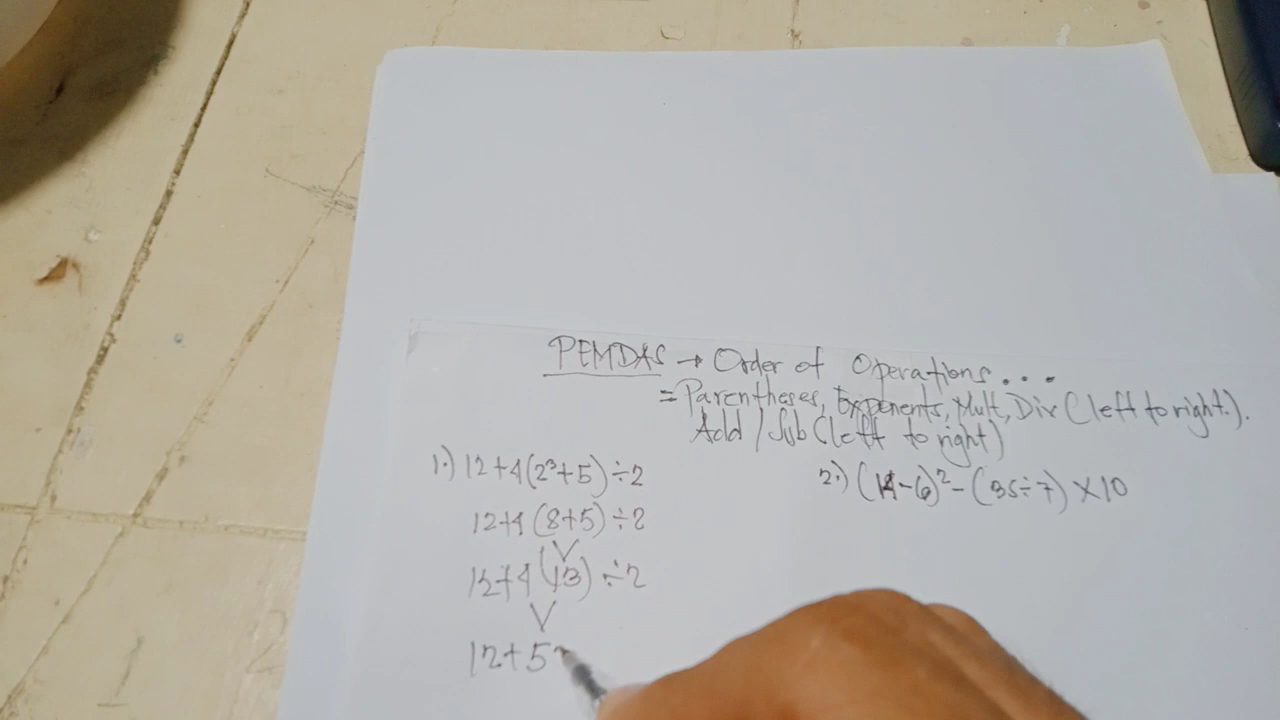 PEMDAS → Order of Operations...
= Parentheses, Exponents, Mult, Div (left to right.).
Add / Sub (left to right)
1.) 12+4(2³+5)÷2
12+4(8+5)÷2
12+4(13)÷2
12+5
2.) (14-6)²-(35÷7)×10